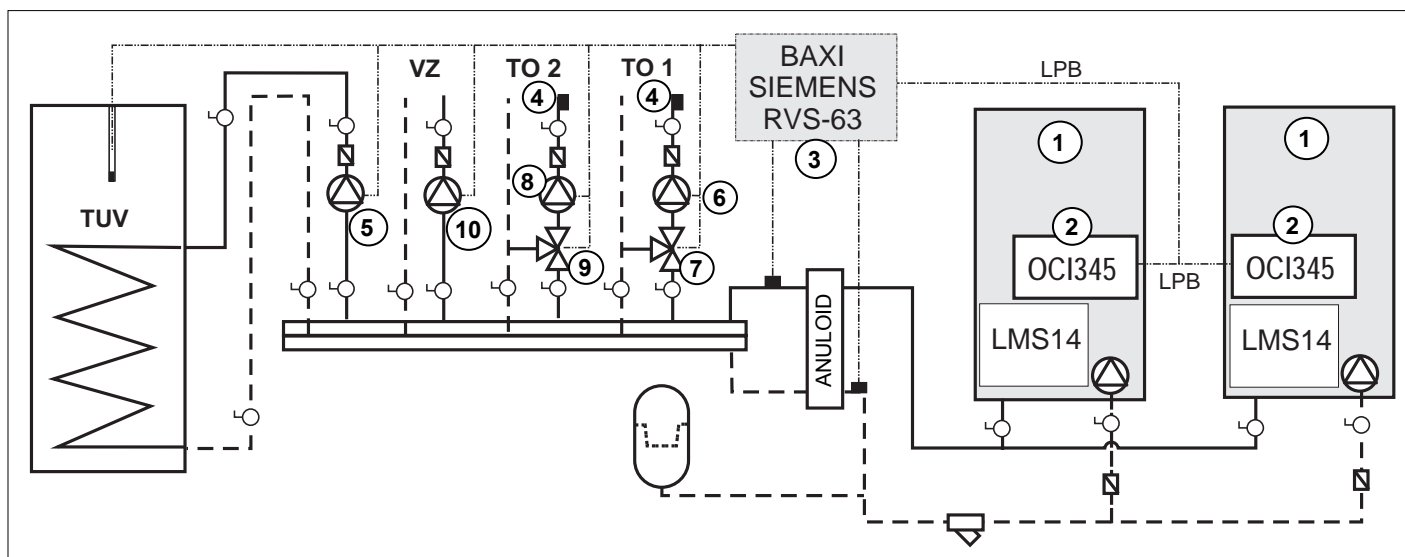 BAXI
SIEMENS
RVS-63
3
LPB
VZ
TO 2
TO 1
4
4
1
1
8
6
TUV
5
10
9
7
2
2
OCI345
OCI345
LPB
ANULOID
LMS14
LMS14